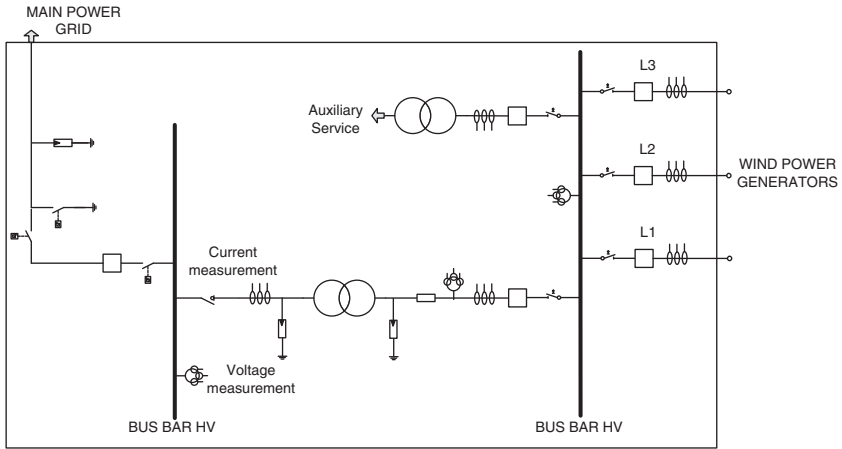 MAIN POWER
GRID
L3
Auxiliary
Service
L2
WIND POWER
GENERATORS
L1
Current
measurement
Voltage
measurement
BUS BAR HV
BUS BAR HV